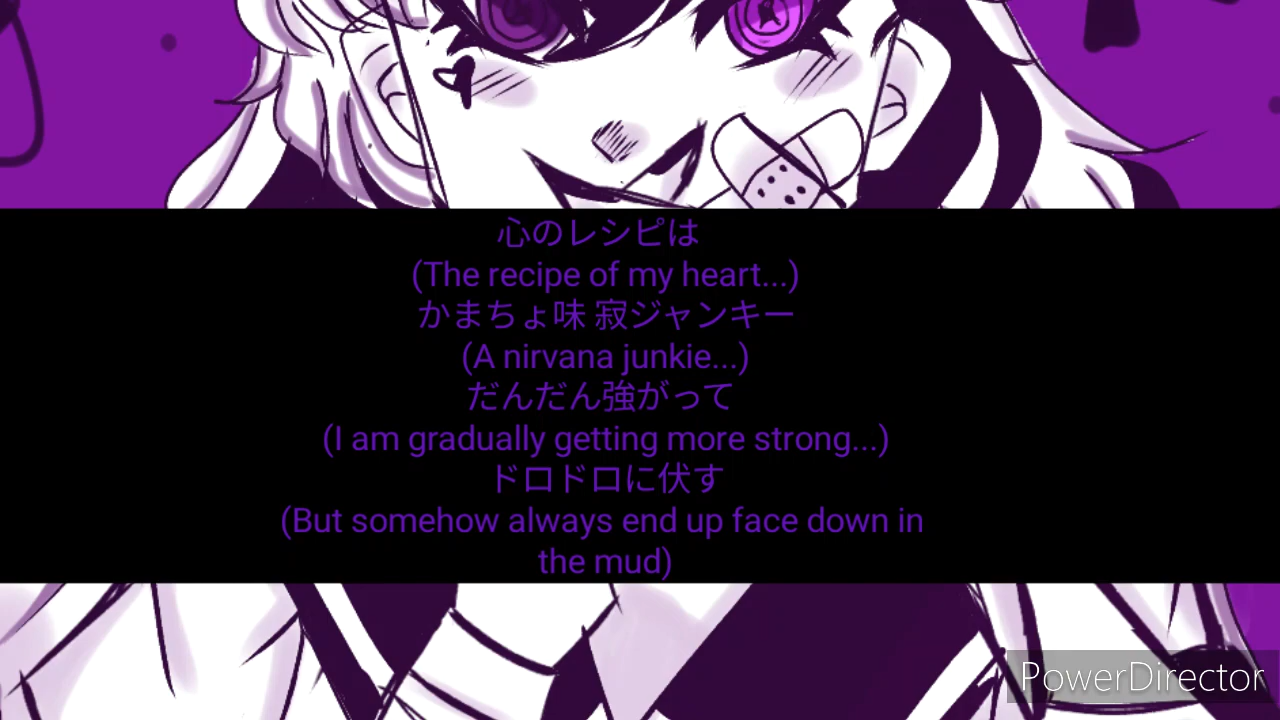 心のレシピは
(The recipe of my heart...)
かまちょ味 寂ジャンキー
(A nirvana junkie...)
だんだん強がって
(I am gradually getting more strong...)
ドロドロに伏す
(But somehow always end up face down in
the mud)
PowerDirector